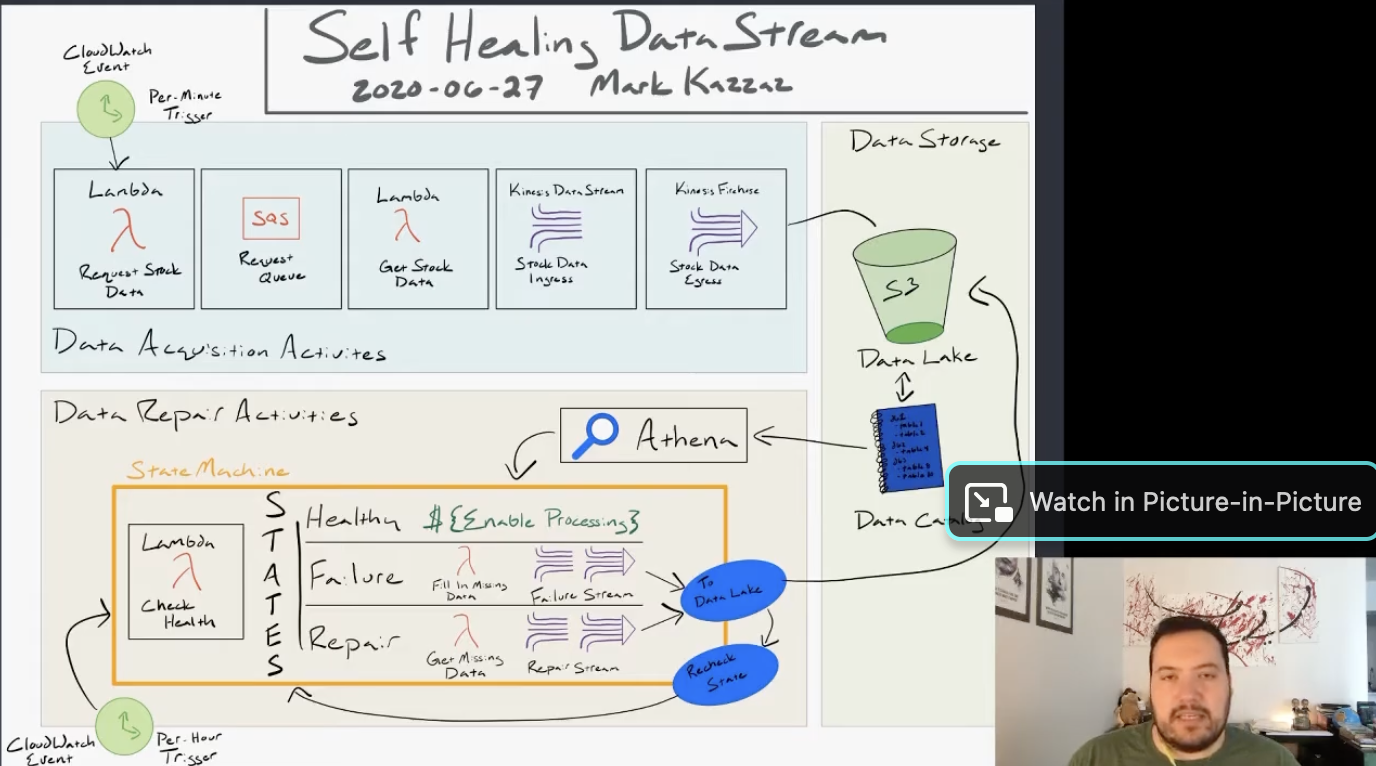 Self Healing Data Stream
2020-06-27 Mark Kazzaz
CloudWatch
Event
Per-Minute
Trigger
Lambda
λ
Request Stock
Data
SQS
Request
Queue
Lambda
λ
Get Stock
Data
Kinesis Data Stream
Stock Data
Ingress
Kinesis Firehose
Stock Data
Egress
Data Acquisition Activites
Data Storage
S3
Data Lake
Data Catalog
Data Repair Activities
Athena
State Machine
Lambda
λ
Check
Health
STATES
Healthy ${Enable Processing}
Failure
λ
Fill In Missing
Data
Failure Stream
Repair
λ
Get Missing
Data
Repair Stream
To
Data Lake
Recheck
State
CloudWatch
Event
Per-Hour
Trigger
Watch in Picture-in-Picture